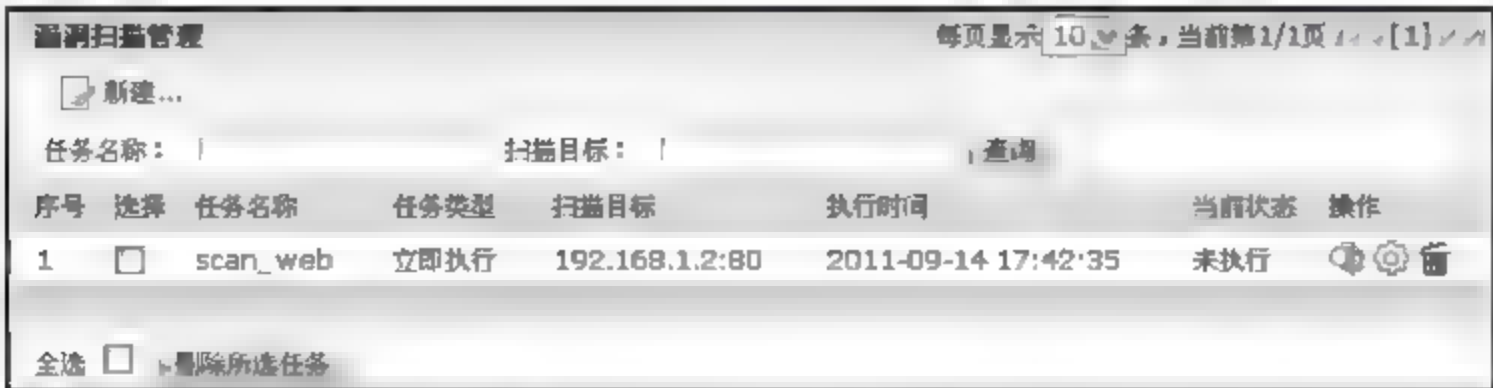 漏洞扫描管理 每页显示 10 条，当前第1/1页 [1]
新建...
任务名称： 扫描目标： 查询
序号 选择 任务名称 任务类型 扫描目标 执行时间 当前状态 操作
1 scan_web 立即执行 192.168.1.2:80 2011-09-14 17:42:35 未执行
全选 删除所选任务